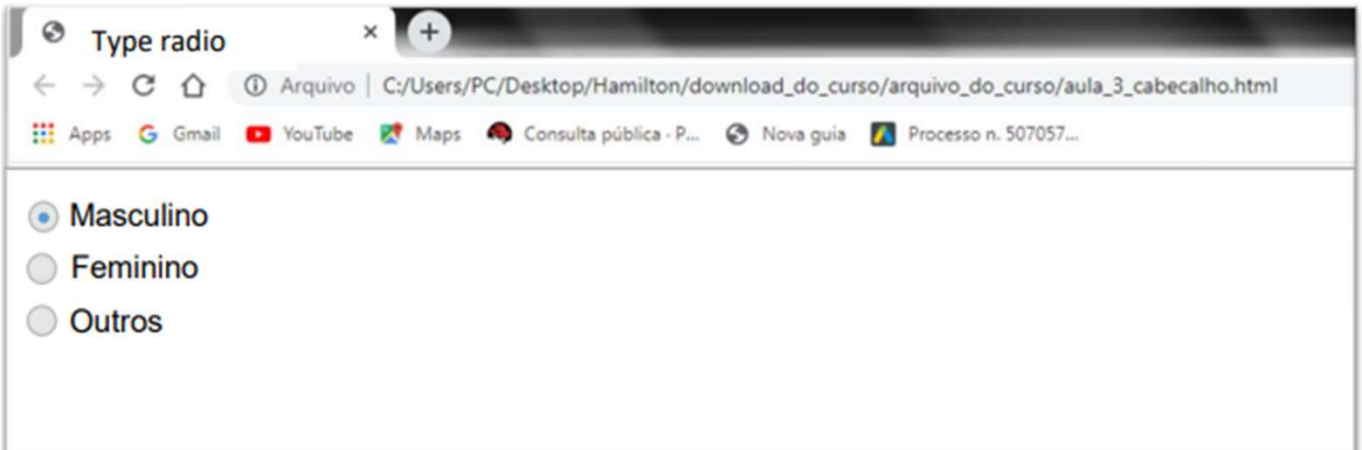 Type radio
Arquivo | C:/Users/PC/Desktop/Hamilton/download_do_curso/arquivo_do_curso/aula_3_cabecalho.html
Apps Gmail YouTube Maps Consulta pública - P... Nova guia Processo n. 507057...
Masculino
Feminino
Outros